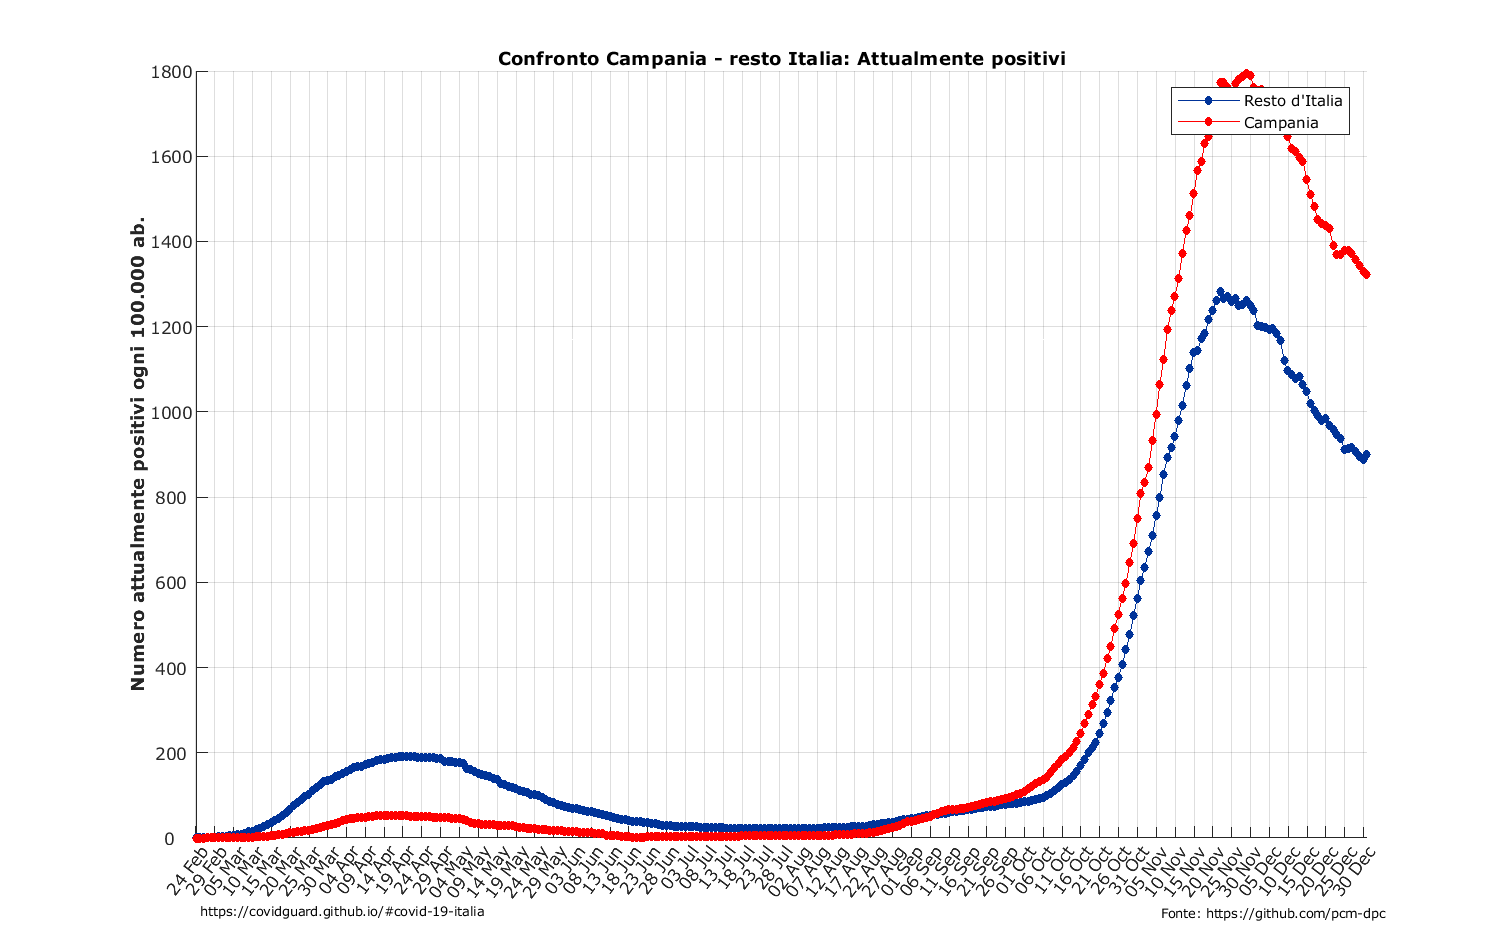 Confronto Campania - resto Italia: Attualmente positivi
Numero attualmente positivi ogni 100.000 ab.
1800
1600
1400
1200
1000
800
600
400
200
0
Resto d'Italia
Campania
24 Feb
29 Feb
05 Mar
10 Mar
15 Mar
20 Mar
25 Mar
30 Mar
04 Apr
09 Apr
14 Apr
19 Apr
24 Apr
29 Apr
04 May
09 May
14 May
19 May
24 May
29 May
03 Jun
08 Jun
13 Jun
18 Jun
23 Jun
28 Jun
03 Jul
08 Jul
13 Jul
18 Jul
23 Jul
28 Jul
02 Aug
07 Aug
12 Aug
17 Aug
22 Aug
27 Aug
01 Sep
06 Sep
11 Sep
16 Sep
21 Sep
26 Sep
01 Oct
06 Oct
11 Oct
16 Oct
21 Oct
26 Oct
31 Oct
05 Nov
10 Nov
15 Nov
20 Nov
25 Nov
30 Nov
05 Dec
10 Dec
15 Dec
20 Dec
25 Dec
30 Dec
https://covidguard.github.io/#covid-19-italia
Fonte: https://github.com/pcm-dpc